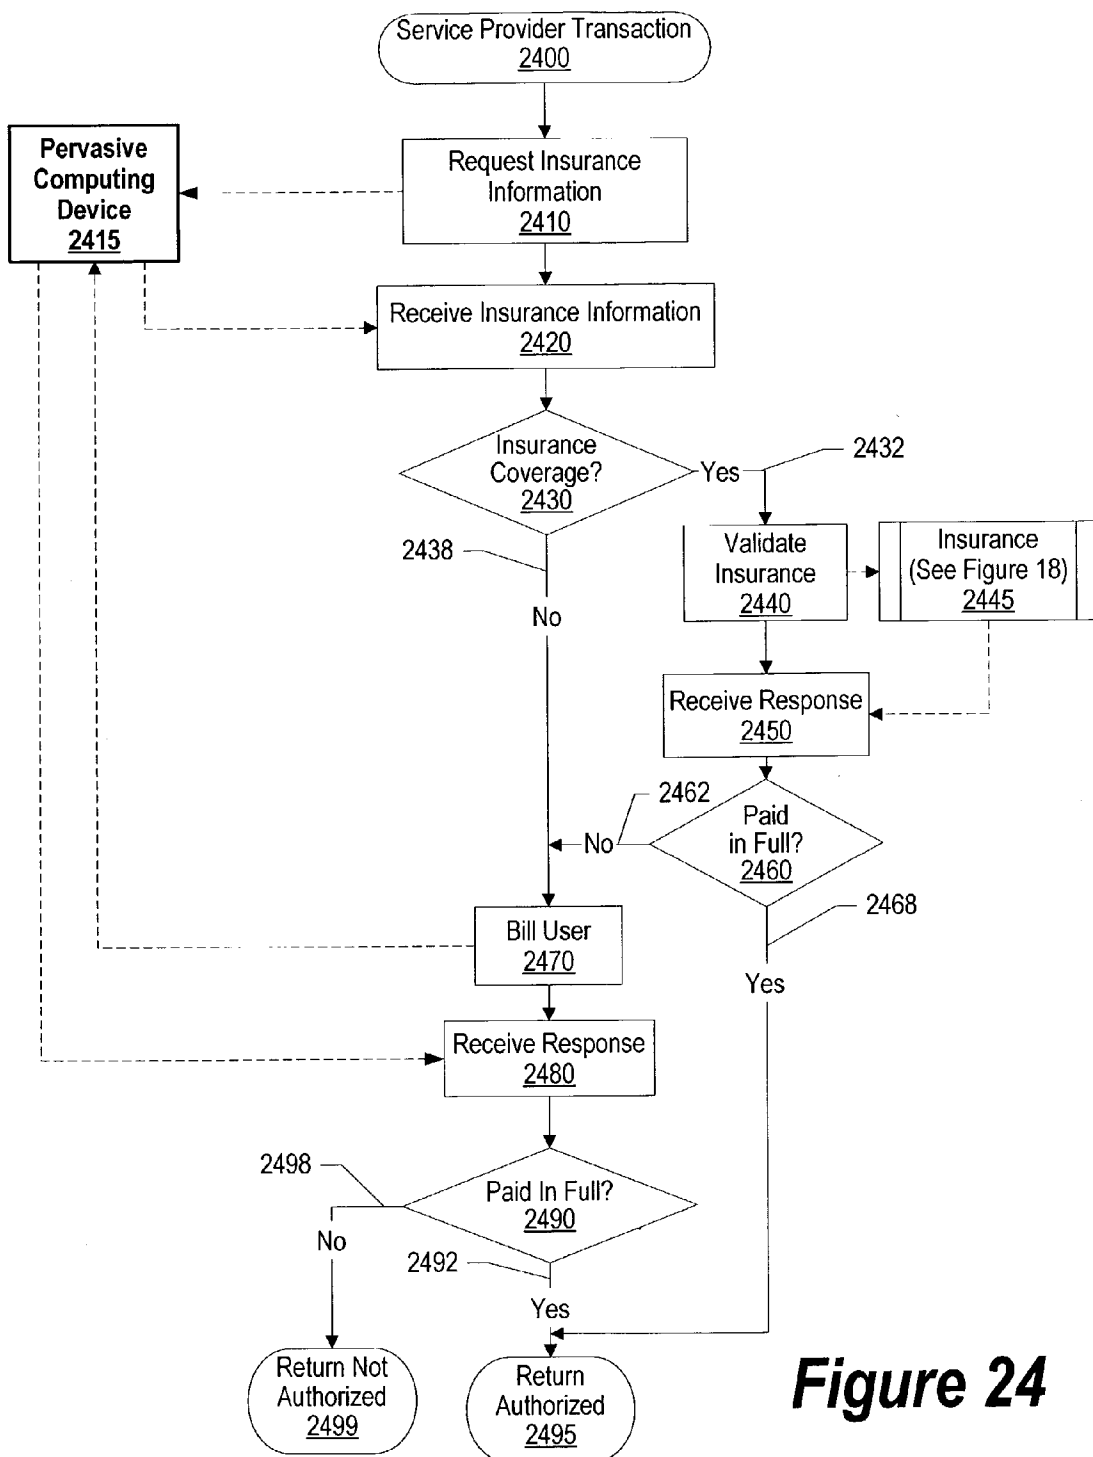 Service Provider Transaction
2400
Pervasive
Computing
Device
2415
Request Insurance
Information
2410
Receive Insurance Information
2420
Insurance
Coverage?
2430
Yes
2432
2438
No
Validate
Insurance
2440
Insurance
(See Figure 18)
2445
Receive Response
2450
2462
No
Paid
in Full?
2460
2468
Yes
Bill User
2470
Receive Response
2480
2498
Paid In Full?
2490
No
2492
Yes
Return Not
Authorized
2499
Return
Authorized
2495
Figure 24